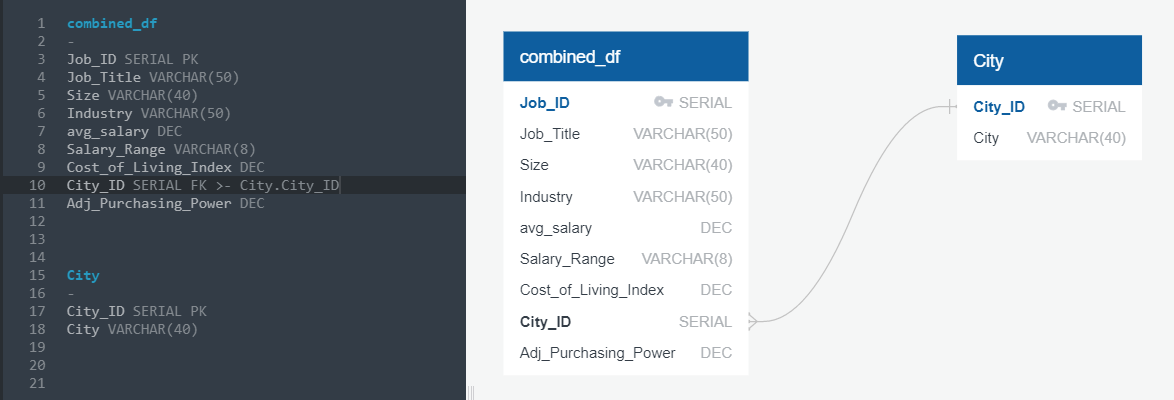 1 combined_df
2 -
3 Job_ID SERIAL PK
4 Job_Title VARCHAR(50)
5 Size VARCHAR(40)
6 Industry VARCHAR(50)
7 avg_salary DEC
8 Salary_Range VARCHAR(8)
9 Cost_of_Living_Index DEC
10 City_ID SERIAL FK >- City.City_ID
11 Adj_Purchasing_Power DEC
12
13
14
15 City
16 -
17 City_ID SERIAL PK
18 City VARCHAR(40)
19
20
21
combined_df
Job_ID SERIAL
Job_Title VARCHAR(50)
Size VARCHAR(40)
Industry VARCHAR(50)
avg_salary DEC
Salary_Range VARCHAR(8)
Cost_of_Living_Index DEC
City_ID SERIAL
Adj_Purchasing_Power DEC
City
City_ID SERIAL
City VARCHAR(40)